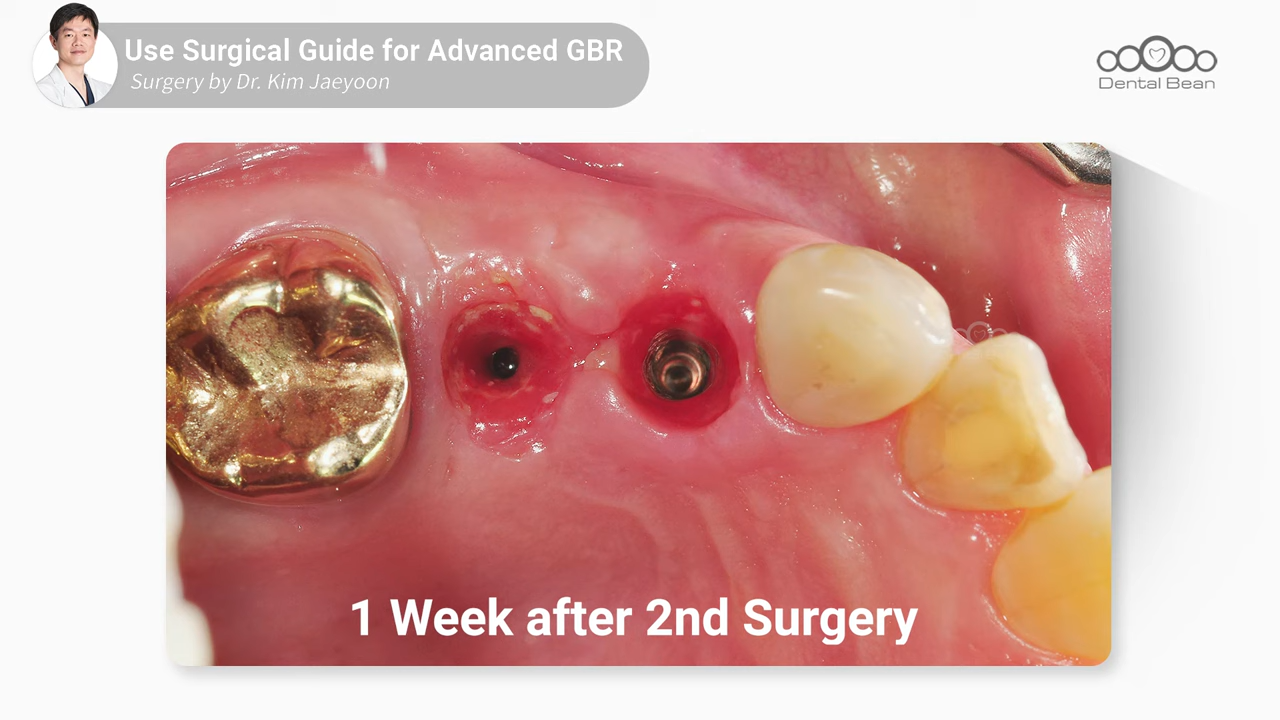 Use Surgical Guide for Advanced GBR
Surgery by Dr. Kim Jaeyoon
Dental Bean
1 Week after 2nd Surgery